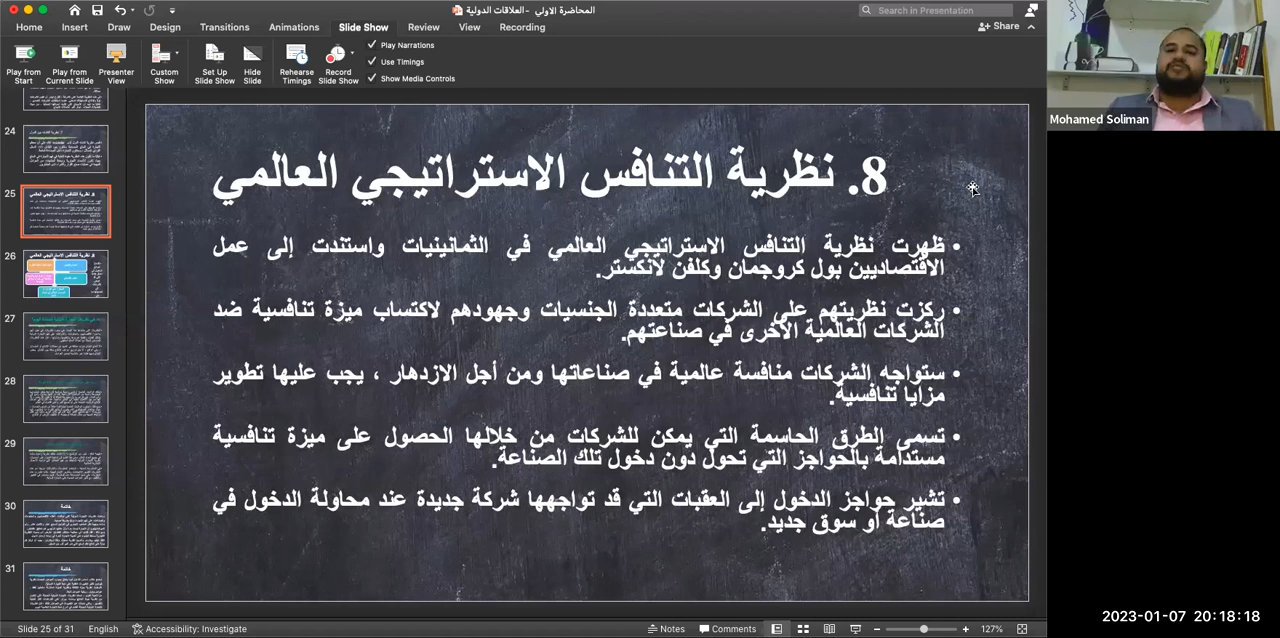 المحاضرة الاولي -العلاقات الدولية
Search in Presentation
Home
Insert
Draw
Design
Transitions
Animations
Slide Show
Review
View
Recording
Share
Play from
Start
Play from
Current Slide
Presenter
View
Custom
Show
Set Up
Slide Show
Hide
Slide
Rehearse
Timings
Record
Slide Show
Play Narrations
Use Timings
Show Media Controls
Mohamed Soliman
24
25
26
27
28
29
30
خاتمة
31
خاتمة
8. نظرية التنافس الاستراتيجي العالمي
• ظهرت نظرية التنافس الاستراتيجي العالمي في الثمانينيات واستندت إلى عمل
الاقتصاديين بول كروجمان وكلفن لانكستر.
• ركزت نظريتهم على الشركات متعددة الجنسيات وجهودهم لاكتساب ميزة تنافسية ضد
الشركات العالمية الأخرى في صناعتهم.
• ستواجه الشركات منافسة عالمية في صناعاتها ومن أجل الازدهار ، يجب عليها تطوير
مزايا تنافسية.
• تسمى الطرق الحاسمة التي يمكن للشركات من خلالها الحصول على ميزة تنافسية
مستدامة بالحواجز التي تحول دون دخول تلك الصناعة.
• تشير حواجز الدخول إلى العقبات التي قد تواجهها شركة جديدة عند محاولة الدخول في
صناعة أو سوق جديد.
2023-01-07 20:18:18
Slide 25 of 31
English
Accessibility: Investigate
Notes
Comments
127%